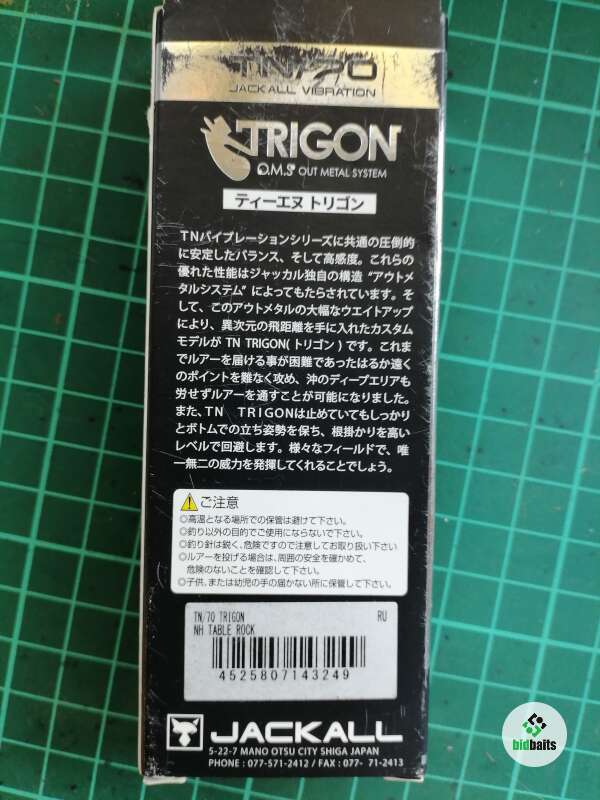 TN/70
JACKALL VIBRATION
TRIGON
O.M.S OUT METAL SYSTEM
ティーエヌ トリゴン
TNバイブレーションシリーズに共通の圧倒的
に安定したバランス、そして高感度。これらの
優れた性能はジャッカル独自の構造 “アウトメ
タルシステム” によってもたらされています。そ
して、このアウトメタルの大幅なウエイトアップ
により、異次元の飛距離を手に入れたカスタム
モデルが TN TRIGON(トリゴン) です。これま
でルアーを届ける事が困難であったはるか遠く
のポイントを難なく攻め、沖のディープエリアも
労せずルアーを通すことが可能になりました。
また、TN TRIGONは止めていてもしっかり
とボトムでの立ち姿勢を保ち、根掛かりを高い
レベルで回避します。様々なフィールドで、唯
一無二の威力を発揮してくれることでしょう。
ご注意
◎高温となる場所での保管は避けて下さい。
◎釣り以外の目的でご使用にならないで下さい。
◎釣り針は鋭く、危険ですので注意してお取り扱い下さい
◎ルアーを投げる場合は、周囲の安全を確かめて、
危険のないことを確認して下さい。
◎子供、または幼児の手の届かない所に保管して下さい。
TN/70 TRIGON RU
NH TABLE ROCK
4525807143249
JACKALL
5-22-7 MANO OTSU CITY SHIGA JAPAN
PHONE : 077-571-2412 / FAX : 077- 71-2413
bidbaits